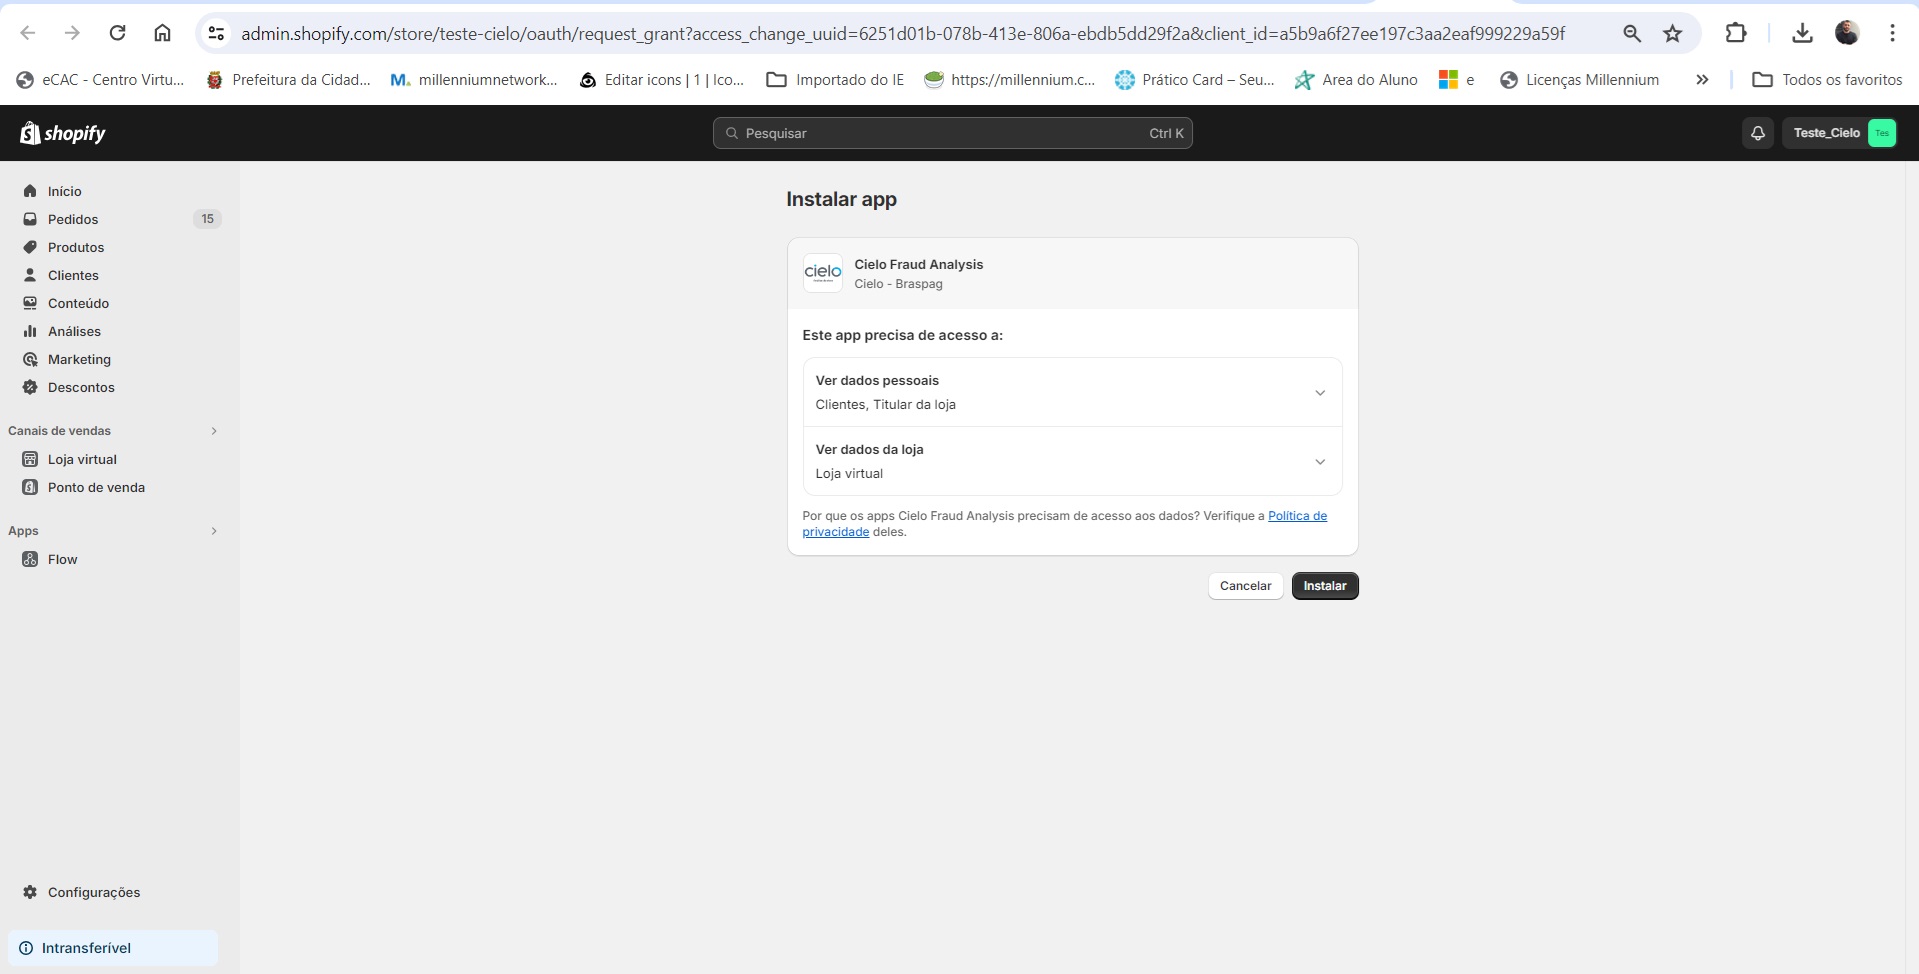 admin.shopify.com/store/teste-cielo/oauth/request_grant?access_change_uuid=6251d01b-078b-413e-806a-ebdb5dd29f2a&client_id=a5b9a6f27ee197c3aa2eaf999229a59f
eCAC - Centro Virtu... Prefeitura da Cidad... M. millenniumnetwork... Editar icons | 1 | Ico... Importado do IE https://millennium.c... Prático Card – Seu... Area do Aluno e Licenças Millennium » Todos os favoritos
shopify Pesquisar Ctrl K Teste_Cielo Tes
Início
Pedidos 15
Produtos
Clientes
Conteúdo
Análises
Marketing
Descontos
Canais de vendas
Loja virtual
Ponto de venda
Apps
Flow
Configurações
Intransferível
Instalar app
cielo
Cielo Fraud Analysis
Cielo - Braspag
Este app precisa de acesso a:
Ver dados pessoais
Clientes, Titular da loja
Ver dados da loja
Loja virtual
Por que os apps Cielo Fraud Analysis precisam de acesso aos dados? Verifique a Política de
privacidade deles.
Cancelar Instalar